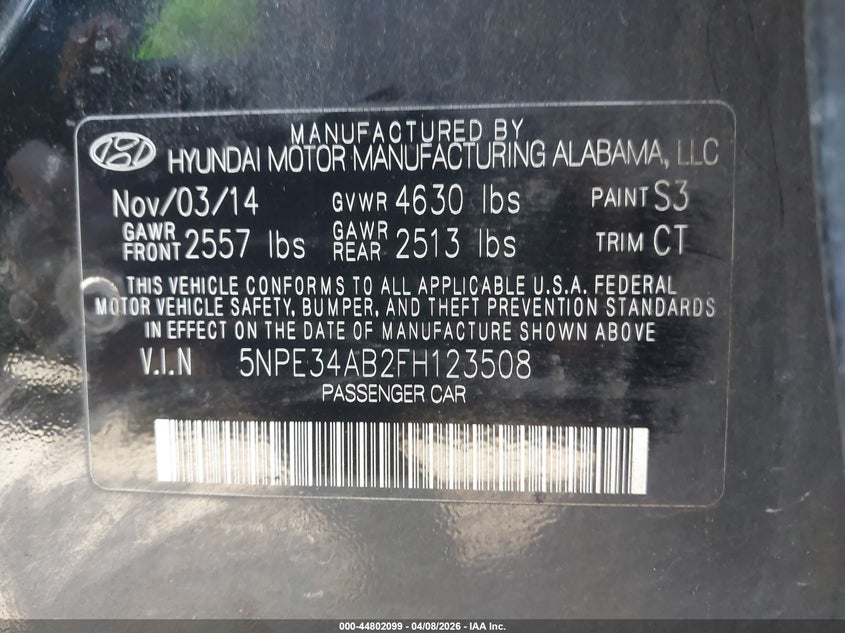 MANUFACTURED BY
HYUNDAI MOTOR MANUFACTURING ALABAMA, LLC
Nov/03/14 GVWR 4630 lbs PAINT S3
GAWR FRONT 2557 lbs GAWR REAR 2513 lbs TRIM CT
THIS VEHICLE CONFORMS TO ALL APPLICABLE U.S.A. FEDERAL
MOTOR VEHICLE SAFETY, BUMPER, AND THEFT PREVENTION STANDARDS
IN EFFECT ON THE DATE OF MANUFACTURE SHOWN ABOVE
V.I.N 5NPE34AB2FH123508
PASSENGER CAR
000-44802099 - 04/08/2026 - IAA Inc.